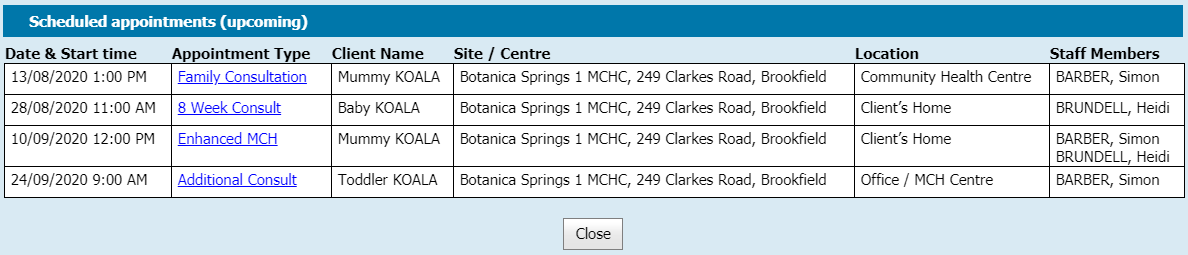 Scheduled appointments (upcoming)
Date & Start time Appointment Type Client Name Site / Centre Location Staff Members
13/08/2020 1:00 PM Family Consultation Mummy KOALA Botanica Springs 1 MCHC, 249 Clarkes Road, Brookfield Community Health Centre BARBER, Simon
28/08/2020 11:00 AM 8 Week Consult Baby KOALA Botanica Springs 1 MCHC, 249 Clarkes Road, Brookfield Client’s Home BRUNDELL, Heidi
10/09/2020 12:00 PM Enhanced MCH Mummy KOALA Botanica Springs 1 MCHC, 249 Clarkes Road, Brookfield Client’s Home BARBER, Simon
BRUNDELL, Heidi
24/09/2020 9:00 AM Additional Consult Toddler KOALA Botanica Springs 1 MCHC, 249 Clarkes Road, Brookfield Office / MCH Centre BARBER, Simon
Close